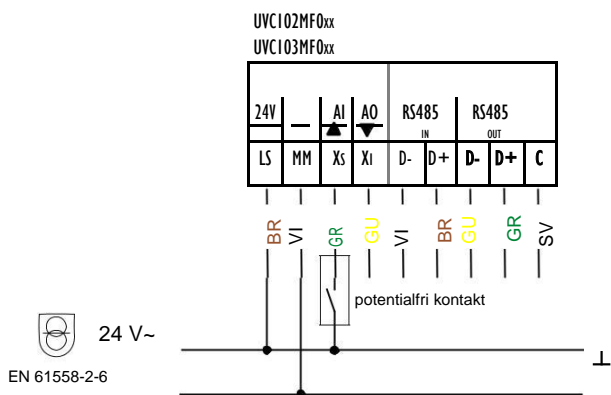 UVC102MF0xx
UVC103MF0xx
24V AI AO RS485 RS485
IN OUT
LS MM Xs XI D- D+ D- D+ C
BR VI GR GU VI BR GU GR SV
potentialfri kontakt
24 V~
EN 61558-2-6